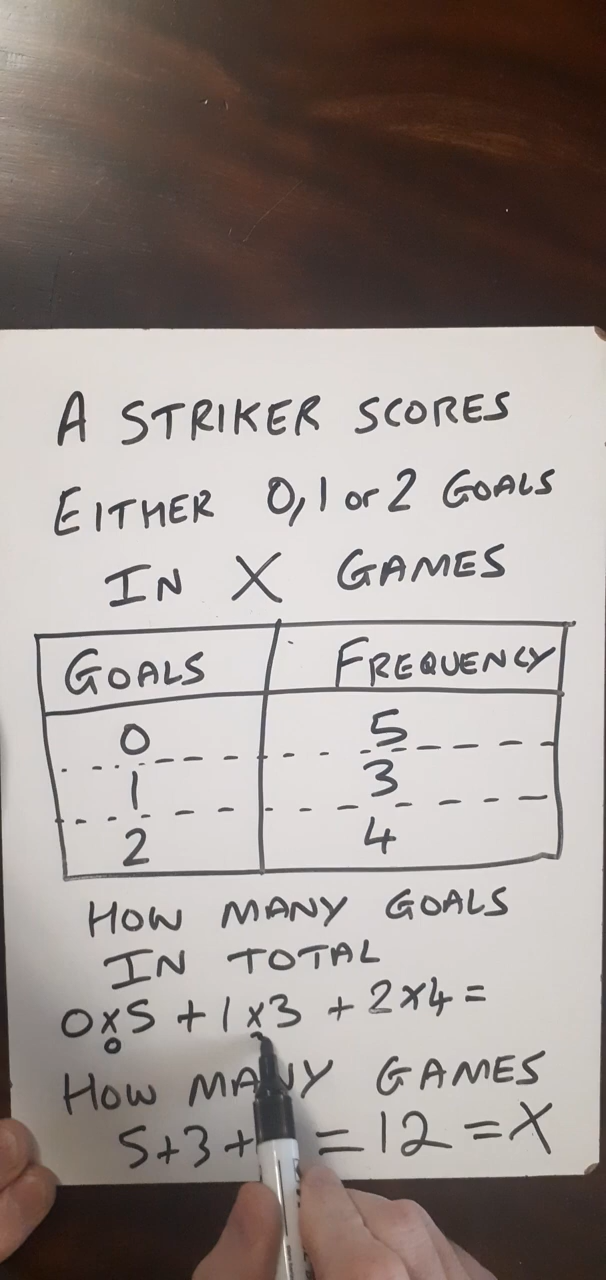 A STRIKER SCORES
EITHER 0,1 or 2 GOALS
IN X GAMES
GOALS FREQUENCY
0 5
1 3
2 4
HOW MANY GOALS
IN TOTAL
0x5 + 1x3 + 2x4 =
0
HOW MANY GAMES
5+3+ = 12 = X